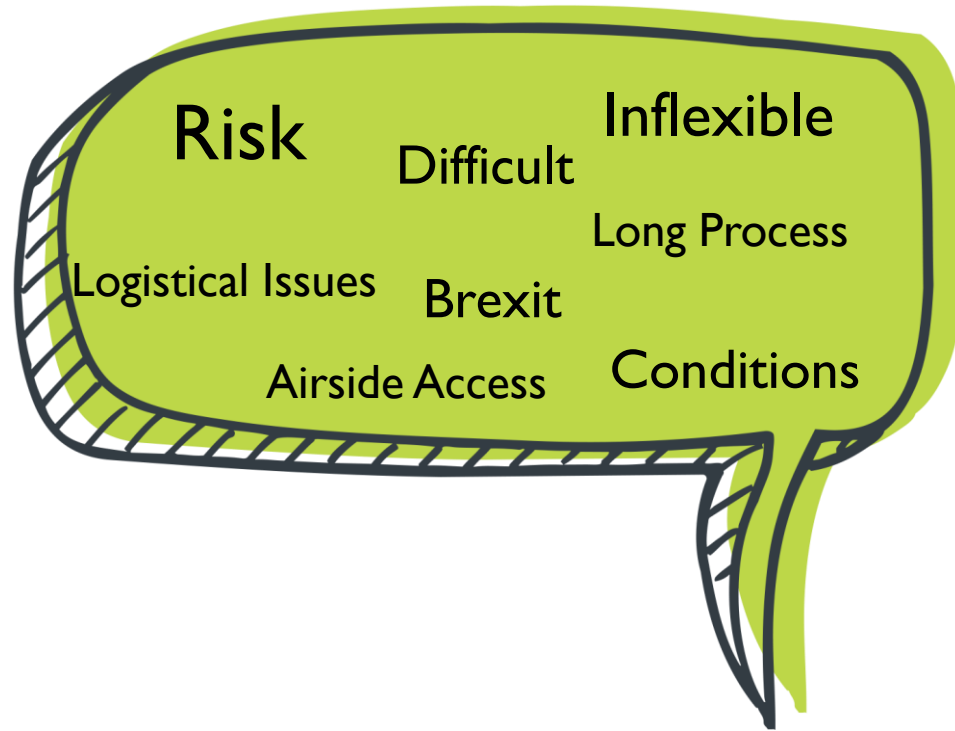 Risk
Inflexible
Difficult
Long Process
Logistical Issues
Brexit
Conditions
Airside Access